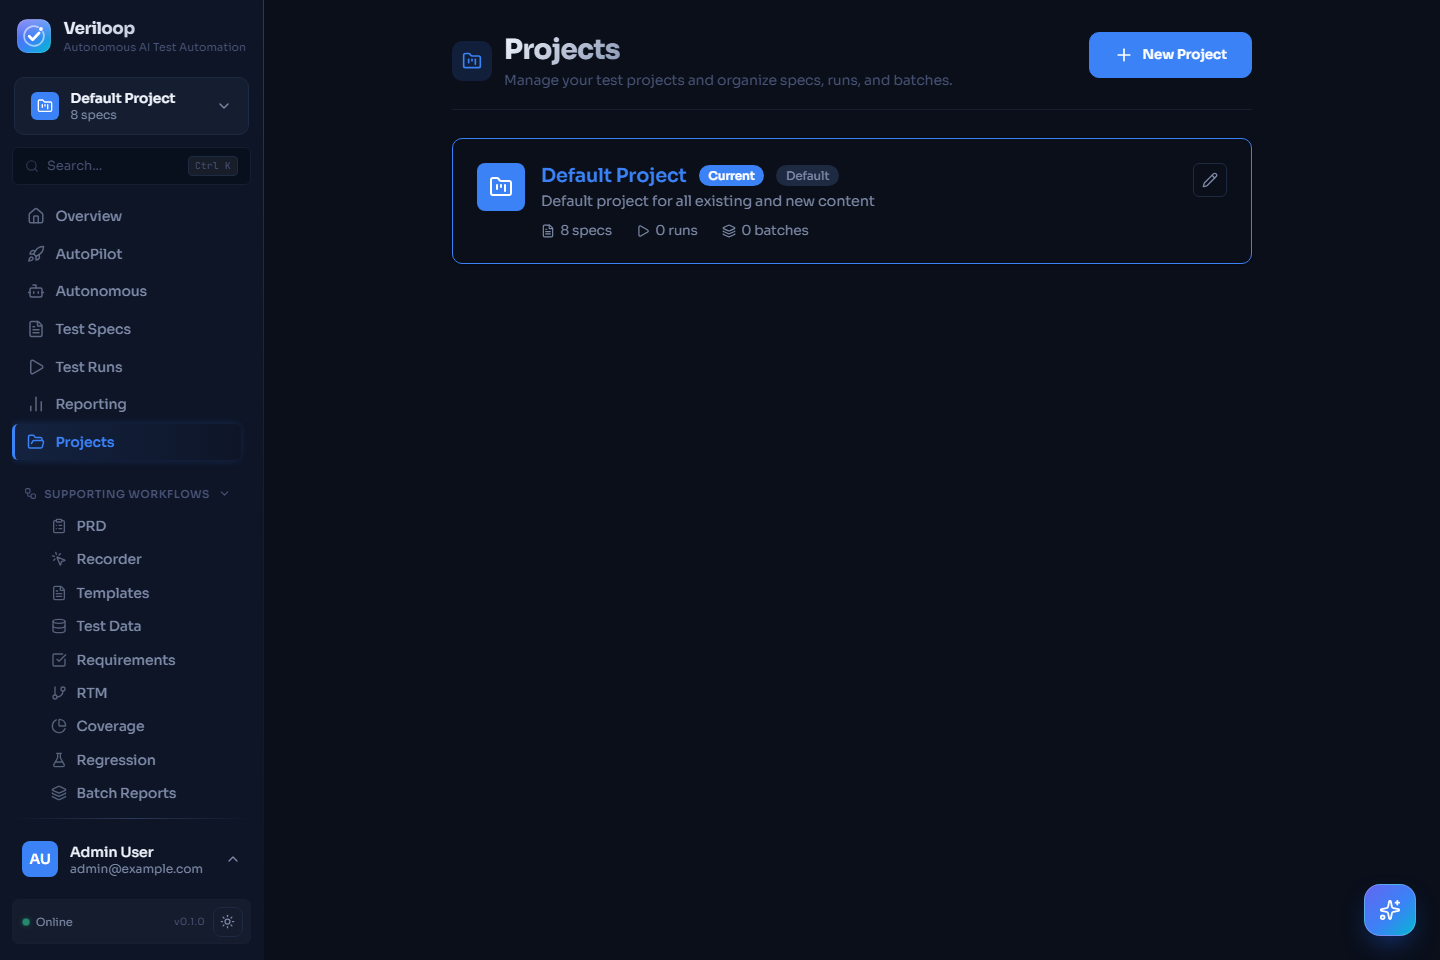 Veriloop
Autonomous AI Test Automation
Default Project
8 specs
Search...
Ctrl K
Overview
AutoPilot
Autonomous
Test Specs
Test Runs
Reporting
Projects
SUPPORTING WORKFLOWS
PRD
Recorder
Templates
Test Data
Requirements
RTM
Coverage
Regression
Batch Reports
AU
Admin User
admin@example.com
Online
v0.1.0
Projects
Manage your test projects and organize specs, runs, and batches.
New Project
Default Project
Current
Default
Default project for all existing and new content
8 specs
0 runs
0 batches